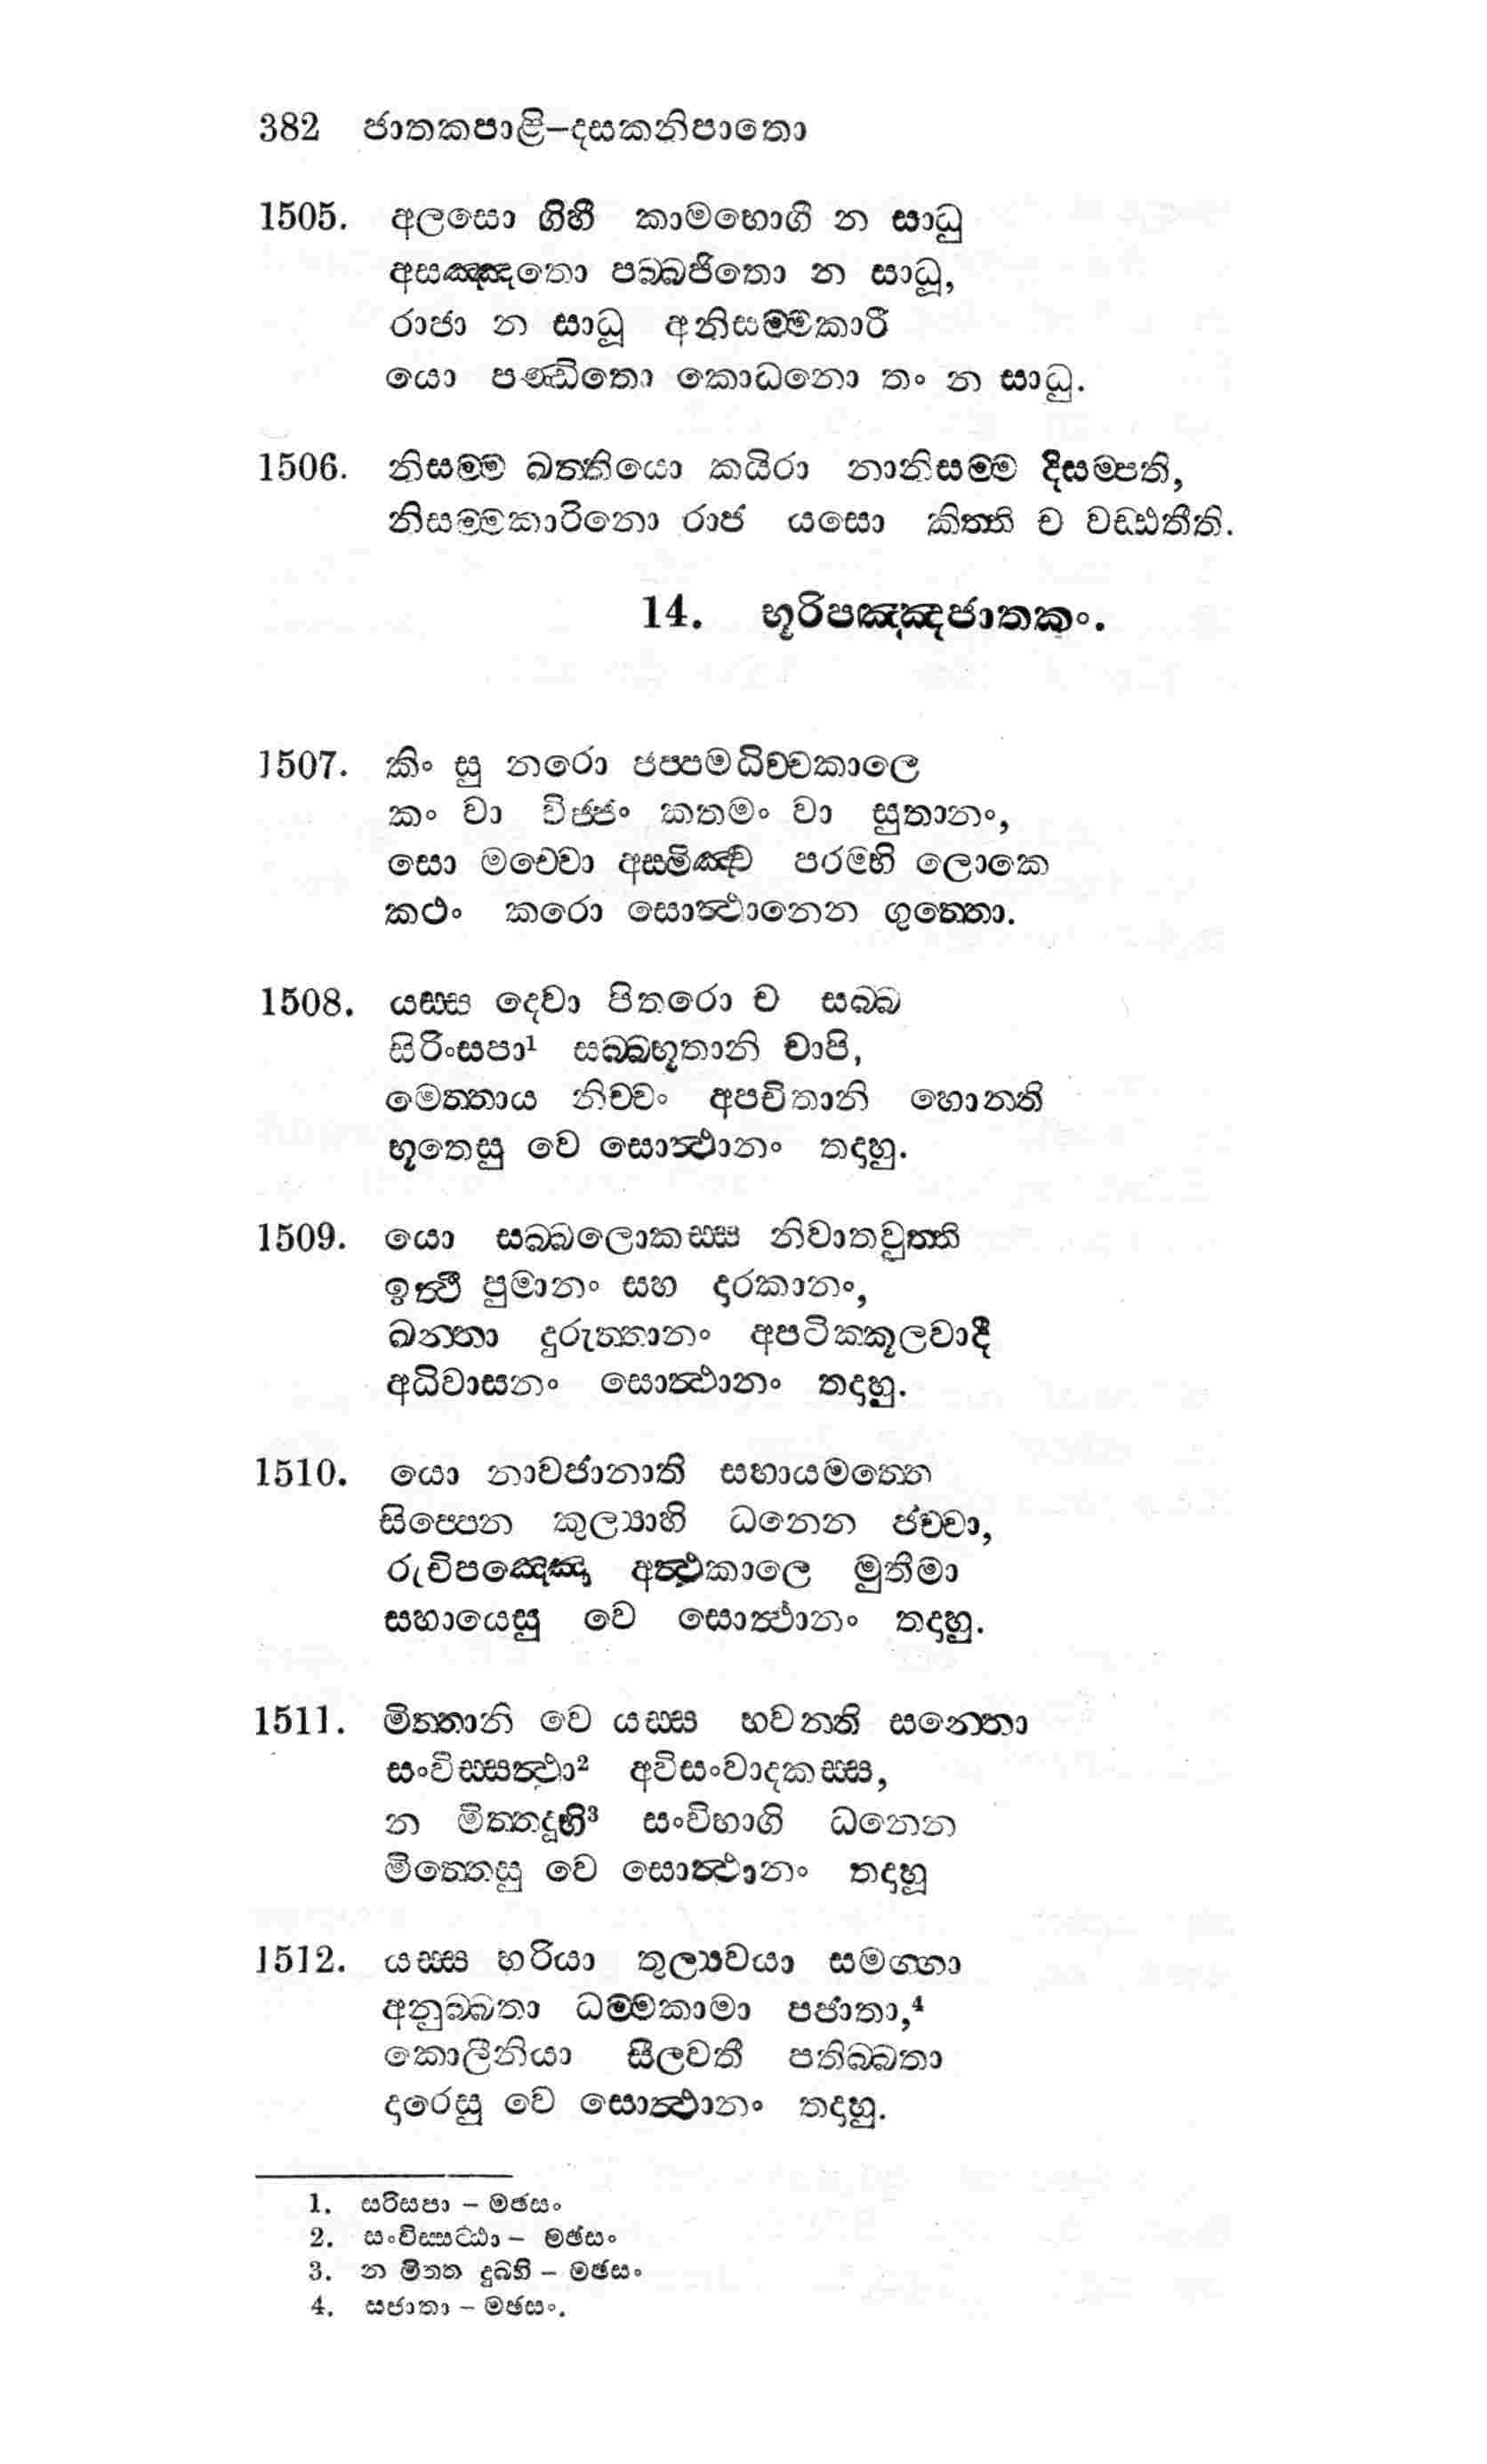 382 ජාතකපාළි–දසකනිපාතො
1505. අලසො ගිහී කාමභොගී න සාධු
අසඤ්ඤතො පබ්බජිතො න සාධූ,
රාජා න සාධූ අනිසම්මකාරී
යො පණ්ඩිතො කොධනො තං න සාධු.
1506. නිසම්ම ඛත්තියො කයිරා නානිසම්ම දිසම්පති,
නිසම්මකාරිනො රාජ යසො කිත්ති ච වඩ්ඪතීති.
14. භූරිපඤ්ඤජාතකං.
1507. කිං සු නරො ජප්පමධිච්චකාලෙ
කං වා විජ්ජං කතමං වා සුතානං,
සො මච්චො අස්මිඤ්ච පරම්හි ලොකෙ
කථං කරො සොත්ථානෙන ගුත්තො.
1508. යස්ස දෙවා පිතරො ච සබ්බ
සිරිංසපා¹ සබ්බභූතානි චාපි,
මෙත්තාය නිච්චං අපචිතානි හොන්ති
භූතෙසු වෙ සොත්ථානං තදාහු.
1509. යො සබ්බලොකස්ස නිවාතවුත්ති
ඉත්ථී පුමානං සහ දාරකානං,
ඛන්තා දුරුත්තානං අපටික්කූලවාදී
අධිවාසනං සොත්ථානං තදාහු.
1510. යො නාවජානාති සහායමත්තෙ
සිප්පෙන කුල්‍යාහි ධනෙන ජච්චා,
රුචිපඤ්ඤො අත්ථකාලෙ මුතීමා
සහායෙසු වෙ සොත්ථානං තදාහු.
1511. මිත්තානි වෙ යස්ස භවන්ති සන්තො
සංවිස්සත්ථා² අවිසංවාදකස්ස,
න මිත්තදූභි³ සංවිභාගි ධනෙන
මිත්තෙසු වෙ සොත්ථානං තදාහූ
1512. යස්ස භරියා තුල්‍යවයා සමග්ගා
අනුබ්බතා ධම්මකාමා පජාතා,⁴
කොලීනියා සීලවතී පතිබ්බතා
දාරෙසු වෙ සොත්ථානං තදාහු.
1. සරීසපා – මජසං
2. සංවිස්සට්ඨා – මඡසං
3. න මිත්ත දුබ්භි – මඡසං
4. සජාතා – මඡසං.